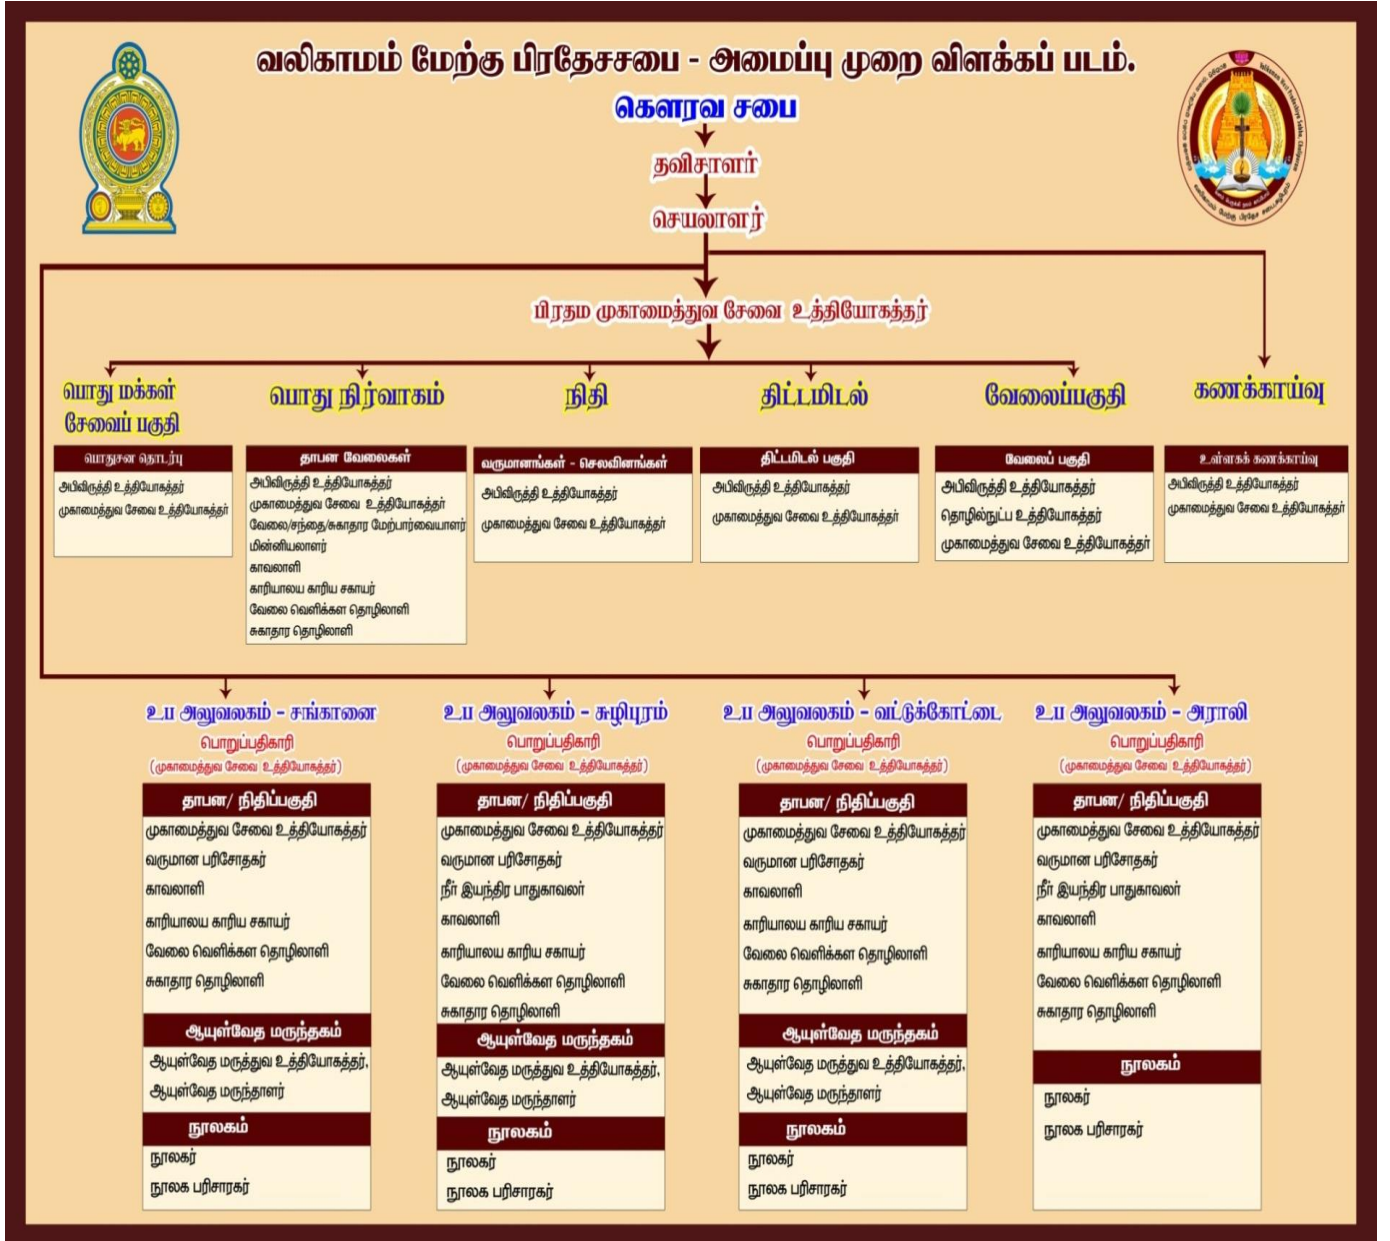 வலிகாமம் மேற்கு பிரதேசசபை - அமைப்பு முறை விளக்கப் படம்.
கௌரவ சபை
தவிசாளர்
செயலாளர்
பிரதம முகாமைத்துவ சேவை உத்தியோகத்தர்
பொது மக்கள்
சேவைப் பகுதி
பொதுசன தொடர்பு
அபிவிருத்தி உத்தியோகத்தர்
முகாமைத்துவ சேவை உத்தியோகத்தர்
பொது நிர்வாகம்
தாபன வேலைகள்
அபிவிருத்தி உத்தியோகத்தர்
முகாமைத்துவ சேவை உத்தியோகத்தர்
வேலை/சந்தை/சுகாதார மேற்பார்வையாளர்
மின்னியலாளர்
காவலாளி
காரியாலய காரிய சகாயர்
வேலை வெளிக்கள தொழிலாளி
சுகாதார தொழிலாளி
நிதி
வருமானங்கள் - செலவினங்கள்
அபிவிருத்தி உத்தியோகத்தர்
முகாமைத்துவ சேவை உத்தியோகத்தர்
திட்டமிடல்
திட்டமிடல் பகுதி
அபிவிருத்தி உத்தியோகத்தர்
முகாமைத்துவ சேவை உத்தியோகத்தர்
வேலைப்பகுதி
வேலைப் பகுதி
அபிவிருத்தி உத்தியோகத்தர்
தொழில்நுட்ப உத்தியோகத்தர்
முகாமைத்துவ சேவை உத்தியோகத்தர்
கணக்காய்வு
உள்ளகக் கணக்காய்வு
அபிவிருத்தி உத்தியோகத்தர்
முகாமைத்துவ சேவை உத்தியோகத்தர்
உப அலுவலகம் - சங்கானை
பொறுப்பதிகாரி
(முகாமைத்துவ சேவை உத்தியோகத்தர்)
தாபன/ நிதிப்பகுதி
முகாமைத்துவ சேவை உத்தியோகத்தர்
வருமான பரிசோதகர்
காவலாளி
காரியாலய காரிய சகாயர்
வேலை வெளிக்கள தொழிலாளி
சுகாதார தொழிலாளி
ஆயுள்வேத மருந்தகம்
ஆயுள்வேத மருத்துவ உத்தியோகத்தர்,
ஆயுள்வேத மருந்தாளர்
நூலகம்
நூலகர்
நூலக பரிசாரகர்
உப அலுவலகம் - சுழிபுரம்
பொறுப்பதிகாரி
(முகாமைத்துவ சேவை உத்தியோகத்தர்)
தாபன/ நிதிப்பகுதி
முகாமைத்துவ சேவை உத்தியோகத்தர்
வருமான பரிசோதகர்
நீர் இயந்திர பாதுகாவலர்
காவலாளி
காரியாலய காரிய சகாயர்
வேலை வெளிக்கள தொழிலாளி
சுகாதார தொழிலாளி
ஆயுள்வேத மருந்தகம்
ஆயுள்வேத மருத்துவ உத்தியோகத்தர்,
ஆயுள்வேத மருந்தாளர்
நூலகம்
நூலகர்
நூலக பரிசாரகர்
உப அலுவலகம் - வட்டுக்கோட்டை
பொறுப்பதிகாரி
(முகாமைத்துவ சேவை உத்தியோகத்தர்)
தாபன/ நிதிப்பகுதி
முகாமைத்துவ சேவை உத்தியோகத்தர்
வருமான பரிசோதகர்
காவலாளி
காரியாலய காரிய சகாயர்
வேலை வெளிக்கள தொழிலாளி
சுகாதார தொழிலாளி
ஆயுள்வேத மருந்தகம்
ஆயுள்வேத மருத்துவ உத்தியோகத்தர்,
ஆயுள்வேத மருந்தாளர்
நூலகம்
நூலகர்
நூலக பரிசாரகர்
உப அலுவலகம் - அராலி
பொறுப்பதிகாரி
(முகாமைத்துவ சேவை உத்தியோகத்தர்)
தாபன/ நிதிப்பகுதி
முகாமைத்துவ சேவை உத்தியோகத்தர்
வருமான பரிசோதகர்
நீர் இயந்திர பாதுகாவலர்
காவலாளி
காரியாலய காரிய சகாயர்
வேலை வெளிக்கள தொழிலாளி
சுகாதார தொழிலாளி
நூலகம்
நூலகர்
நூலக பரிசாரகர்